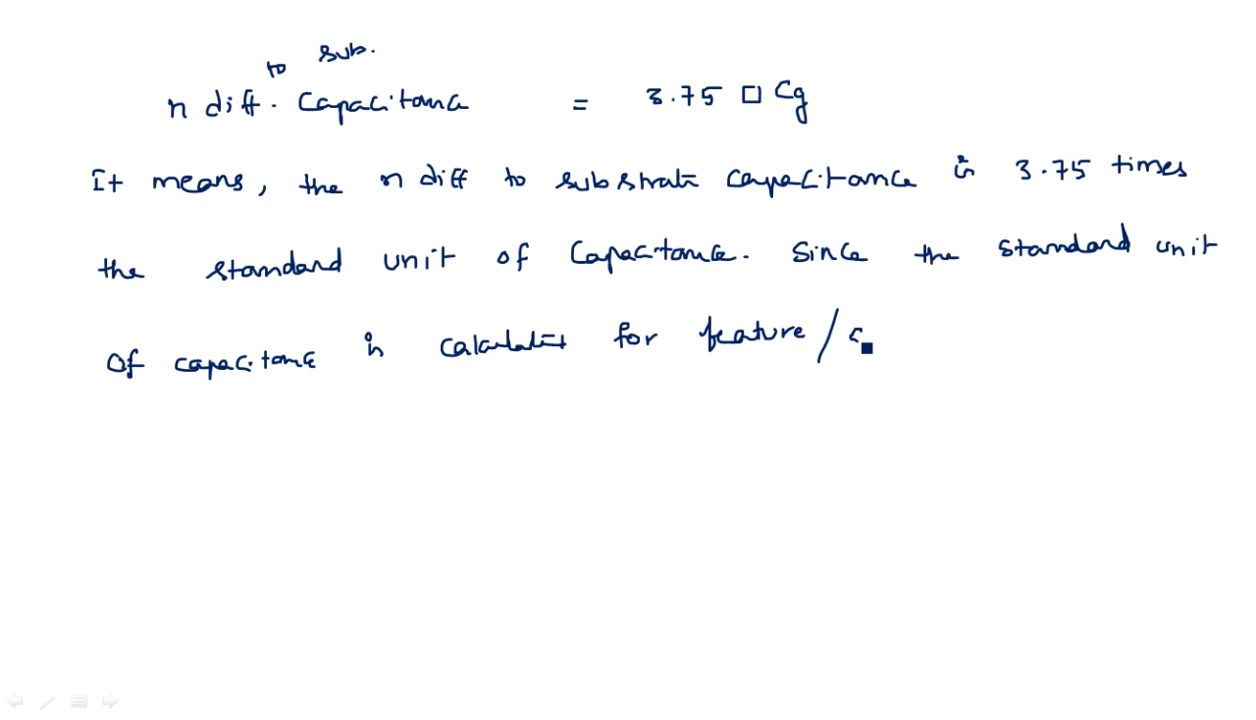 to sub.
n diff. Capacitance = 3.75 □ Cg
It means, the n diff to substrate capacitance is 3.75 times
the standard unit of Capacitance. Since the standard unit
Of capacitance is calculated for feature /